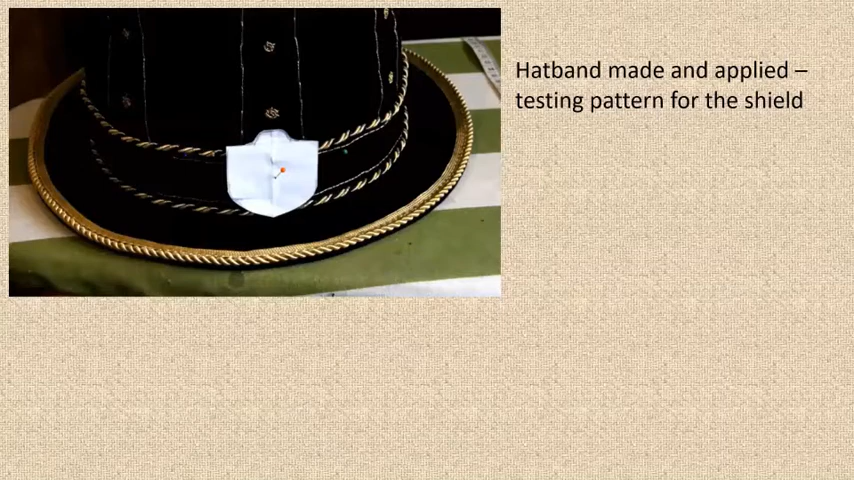 Hatband made and applied –
testing pattern for the shield